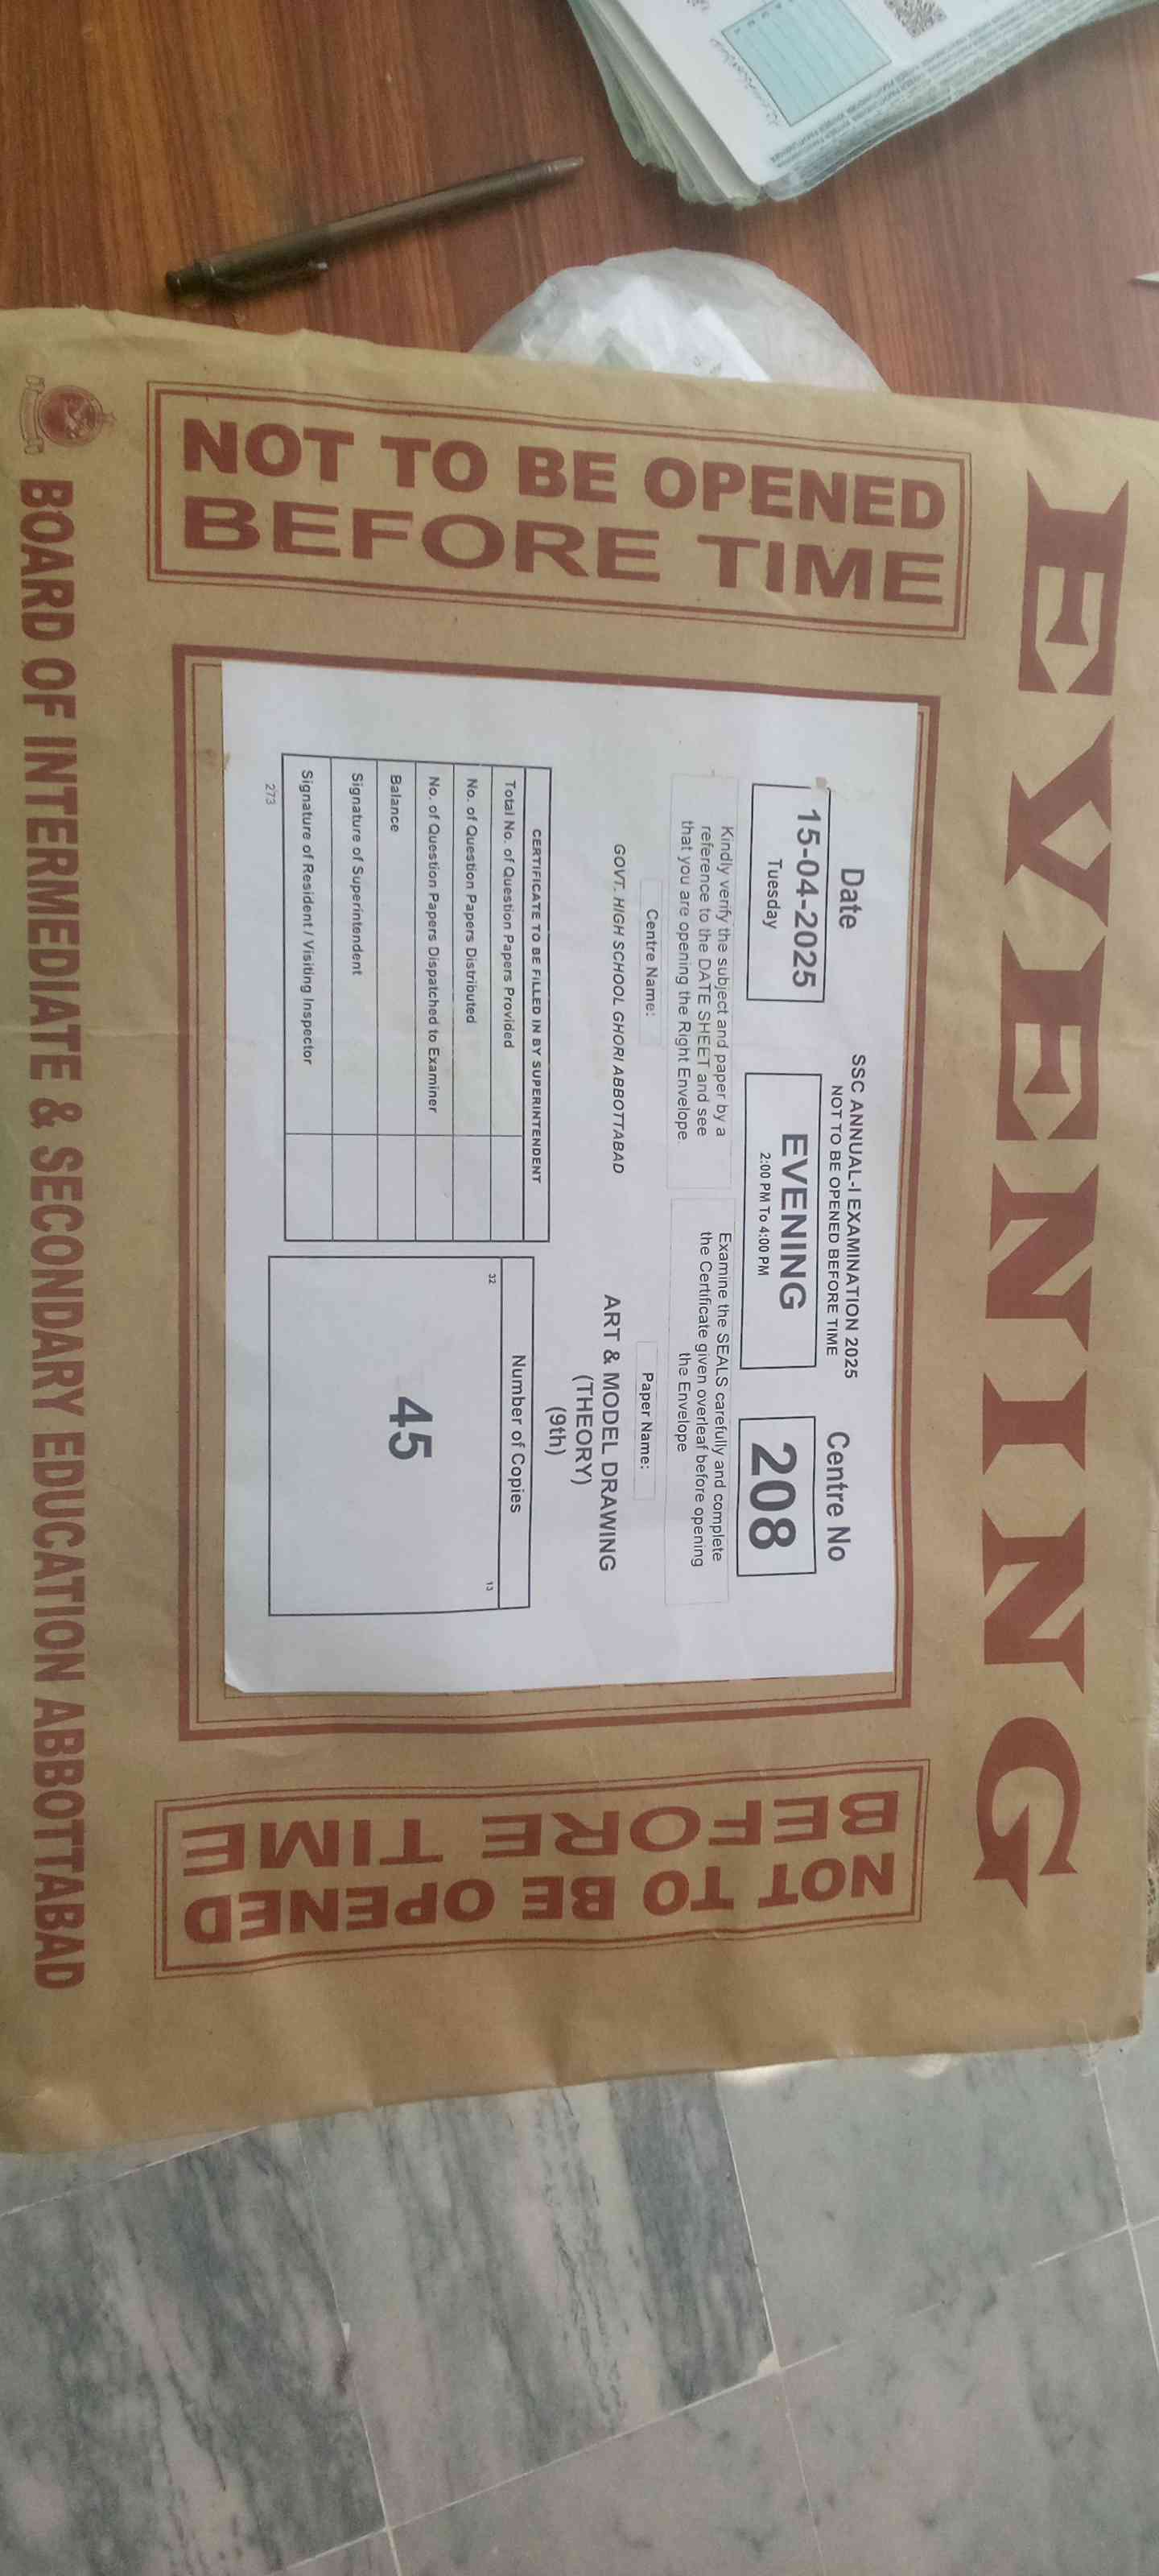 EVENING
NOT TO BE OPENED
BEFORE TIME
Date
15-04-2025
Tuesday
SSC ANNUAL-I EXAMINATION 2025
NOT TO BE OPENED BEFORE TIME
EVENING
2:00 PM To 4:00 PM
Centre No
208
Kindly verify the subject and paper by a
reference to the DATE SHEET and see
that you are opening the Right Envelope.
Examine the SEALS carefully and complete
the Certificate given overleaf before opening
the Envelope
Centre Name:
GOVT. HIGH SCHOOL GHORI ABBOTTABAD
Paper Name:
ART & MODEL DRAWING
(THEORY)
(9th)
CERTIFICATE TO BE FILLED IN BY SUPERINTENDENT
Total No. of Question Papers Provided
No. of Question Papers Distributed
No. of Question Papers Dispatched to Examiner
Balance
Signature of Superintendent
Signature of Resident / Visiting Inspector
273
Number of Copies
32
13
45
NOT TO BE OPENED
BEFORE TIME
BOARD OF INTERMEDIATE & SECONDARY EDUCATION ABBOTTABAD